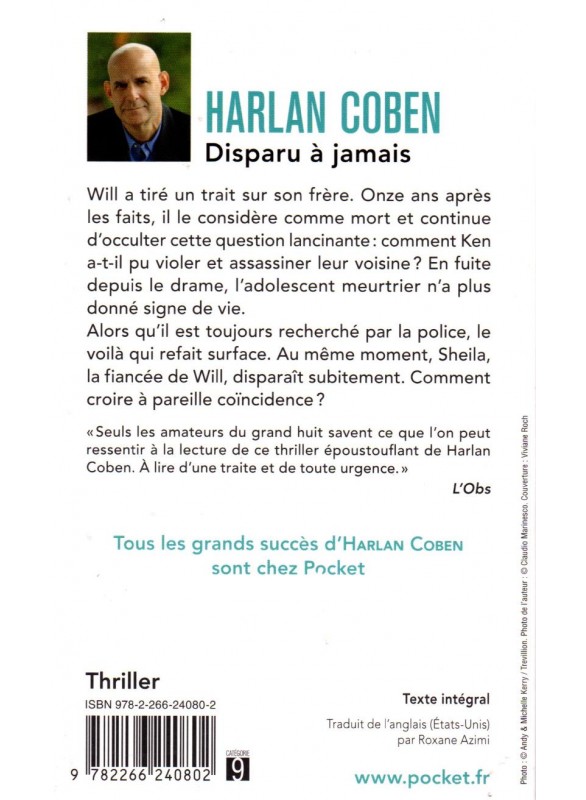 HARLAN COBEN
Disparu à jamais
Will a tiré un trait sur son frère. Onze ans après
les faits, il le considère comme mort et continue
d’occulter cette question lancinante : comment Ken
a-t-il pu violer et assassiner leur voisine ? En fuite
depuis le drame, l’adolescent meurtrier n’a plus
donné signe de vie.
Alors qu’il est toujours recherché par la police, le
voilà qui refait surface. Au même moment, Sheila,
la fiancée de Will, disparaît subitement. Comment
croire à pareille coïncidence ?
« Seuls les amateurs du grand huit savent ce que l’on peut
ressentir à la lecture de ce thriller époustouflant de Harlan
Coben. À lire d’une traite et de toute urgence. »
L’Obs
Tous les grands succès d’HARLAN COBEN
sont chez Pocket
Photo : © Andy & Michelle Kerry / Trevillion. Photo de l’auteur : © Claudio Marinesco. Couverture : Viviane Roch
Thriller
ISBN 978-2-266-24080-2
9 782266 240802
CATÉGORIE
9
Texte intégral
Traduit de l’anglais (États-Unis)
par Roxane Azimi
www.pocket.fr